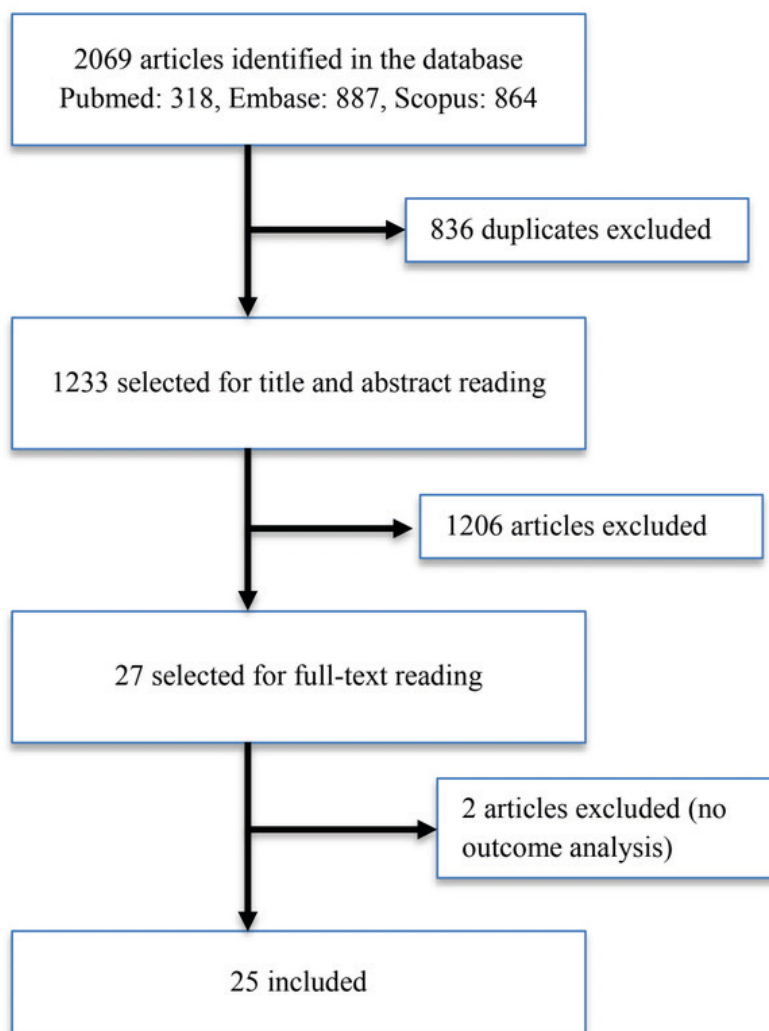 2069 articles identified in the database
Pubmed: 318, Embase: 887, Scopus: 864
836 duplicates excluded
1233 selected for title and abstract reading
1206 articles excluded
27 selected for full-text reading
2 articles excluded (no
outcome analysis)
25 included